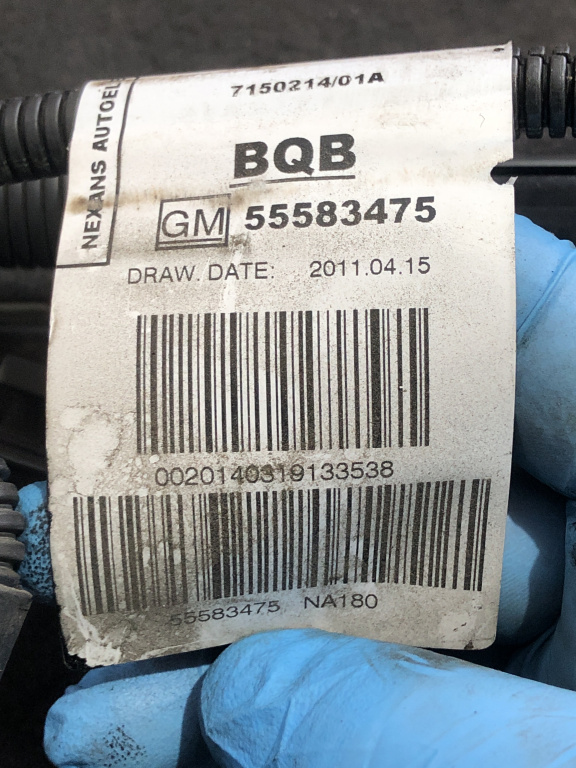 7150214/01A
NEXANS AUTOEL
BQB
GM 55583475
DRAW. DATE: 2011.04.15
0020140319133538
55583475 NA180